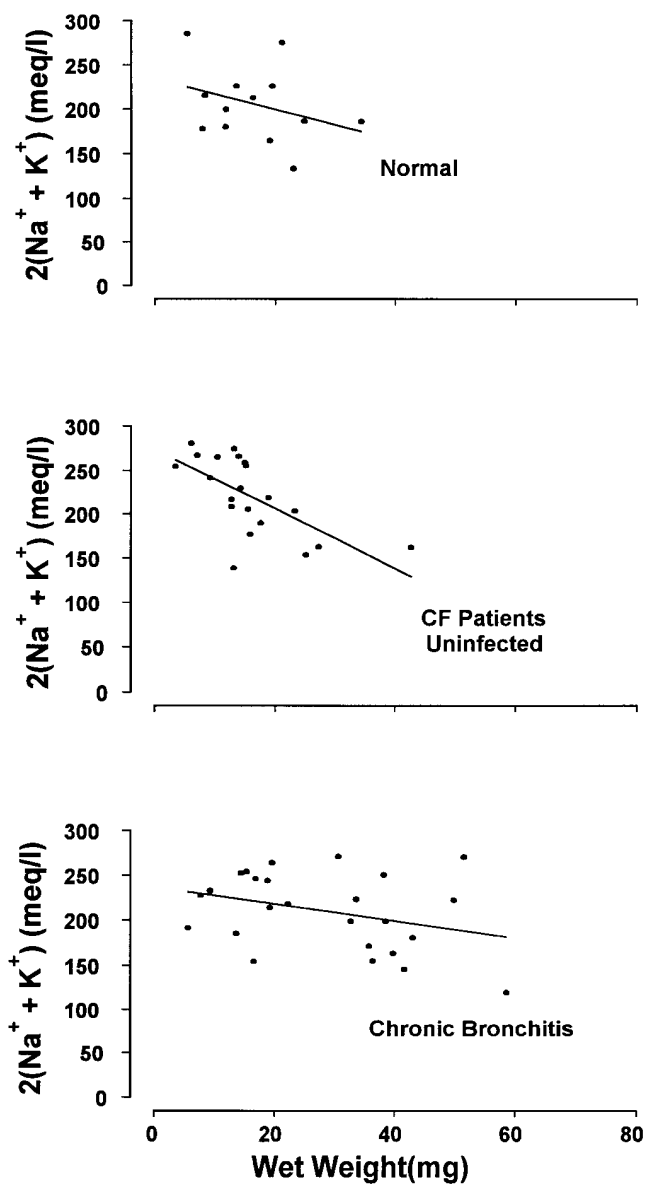 2(Na⁺ + K⁺) (meq/l)
300
250
200
150
100
50
0
Normal
2(Na⁺ + K⁺) (meq/l)
300
250
200
150
100
50
0
CF Patients
Uninfected
2(Na⁺ + K⁺) (meq/l)
300
250
200
150
100
50
0
Chronic Bronchitis
0 20 40 60 80
Wet Weight(mg)